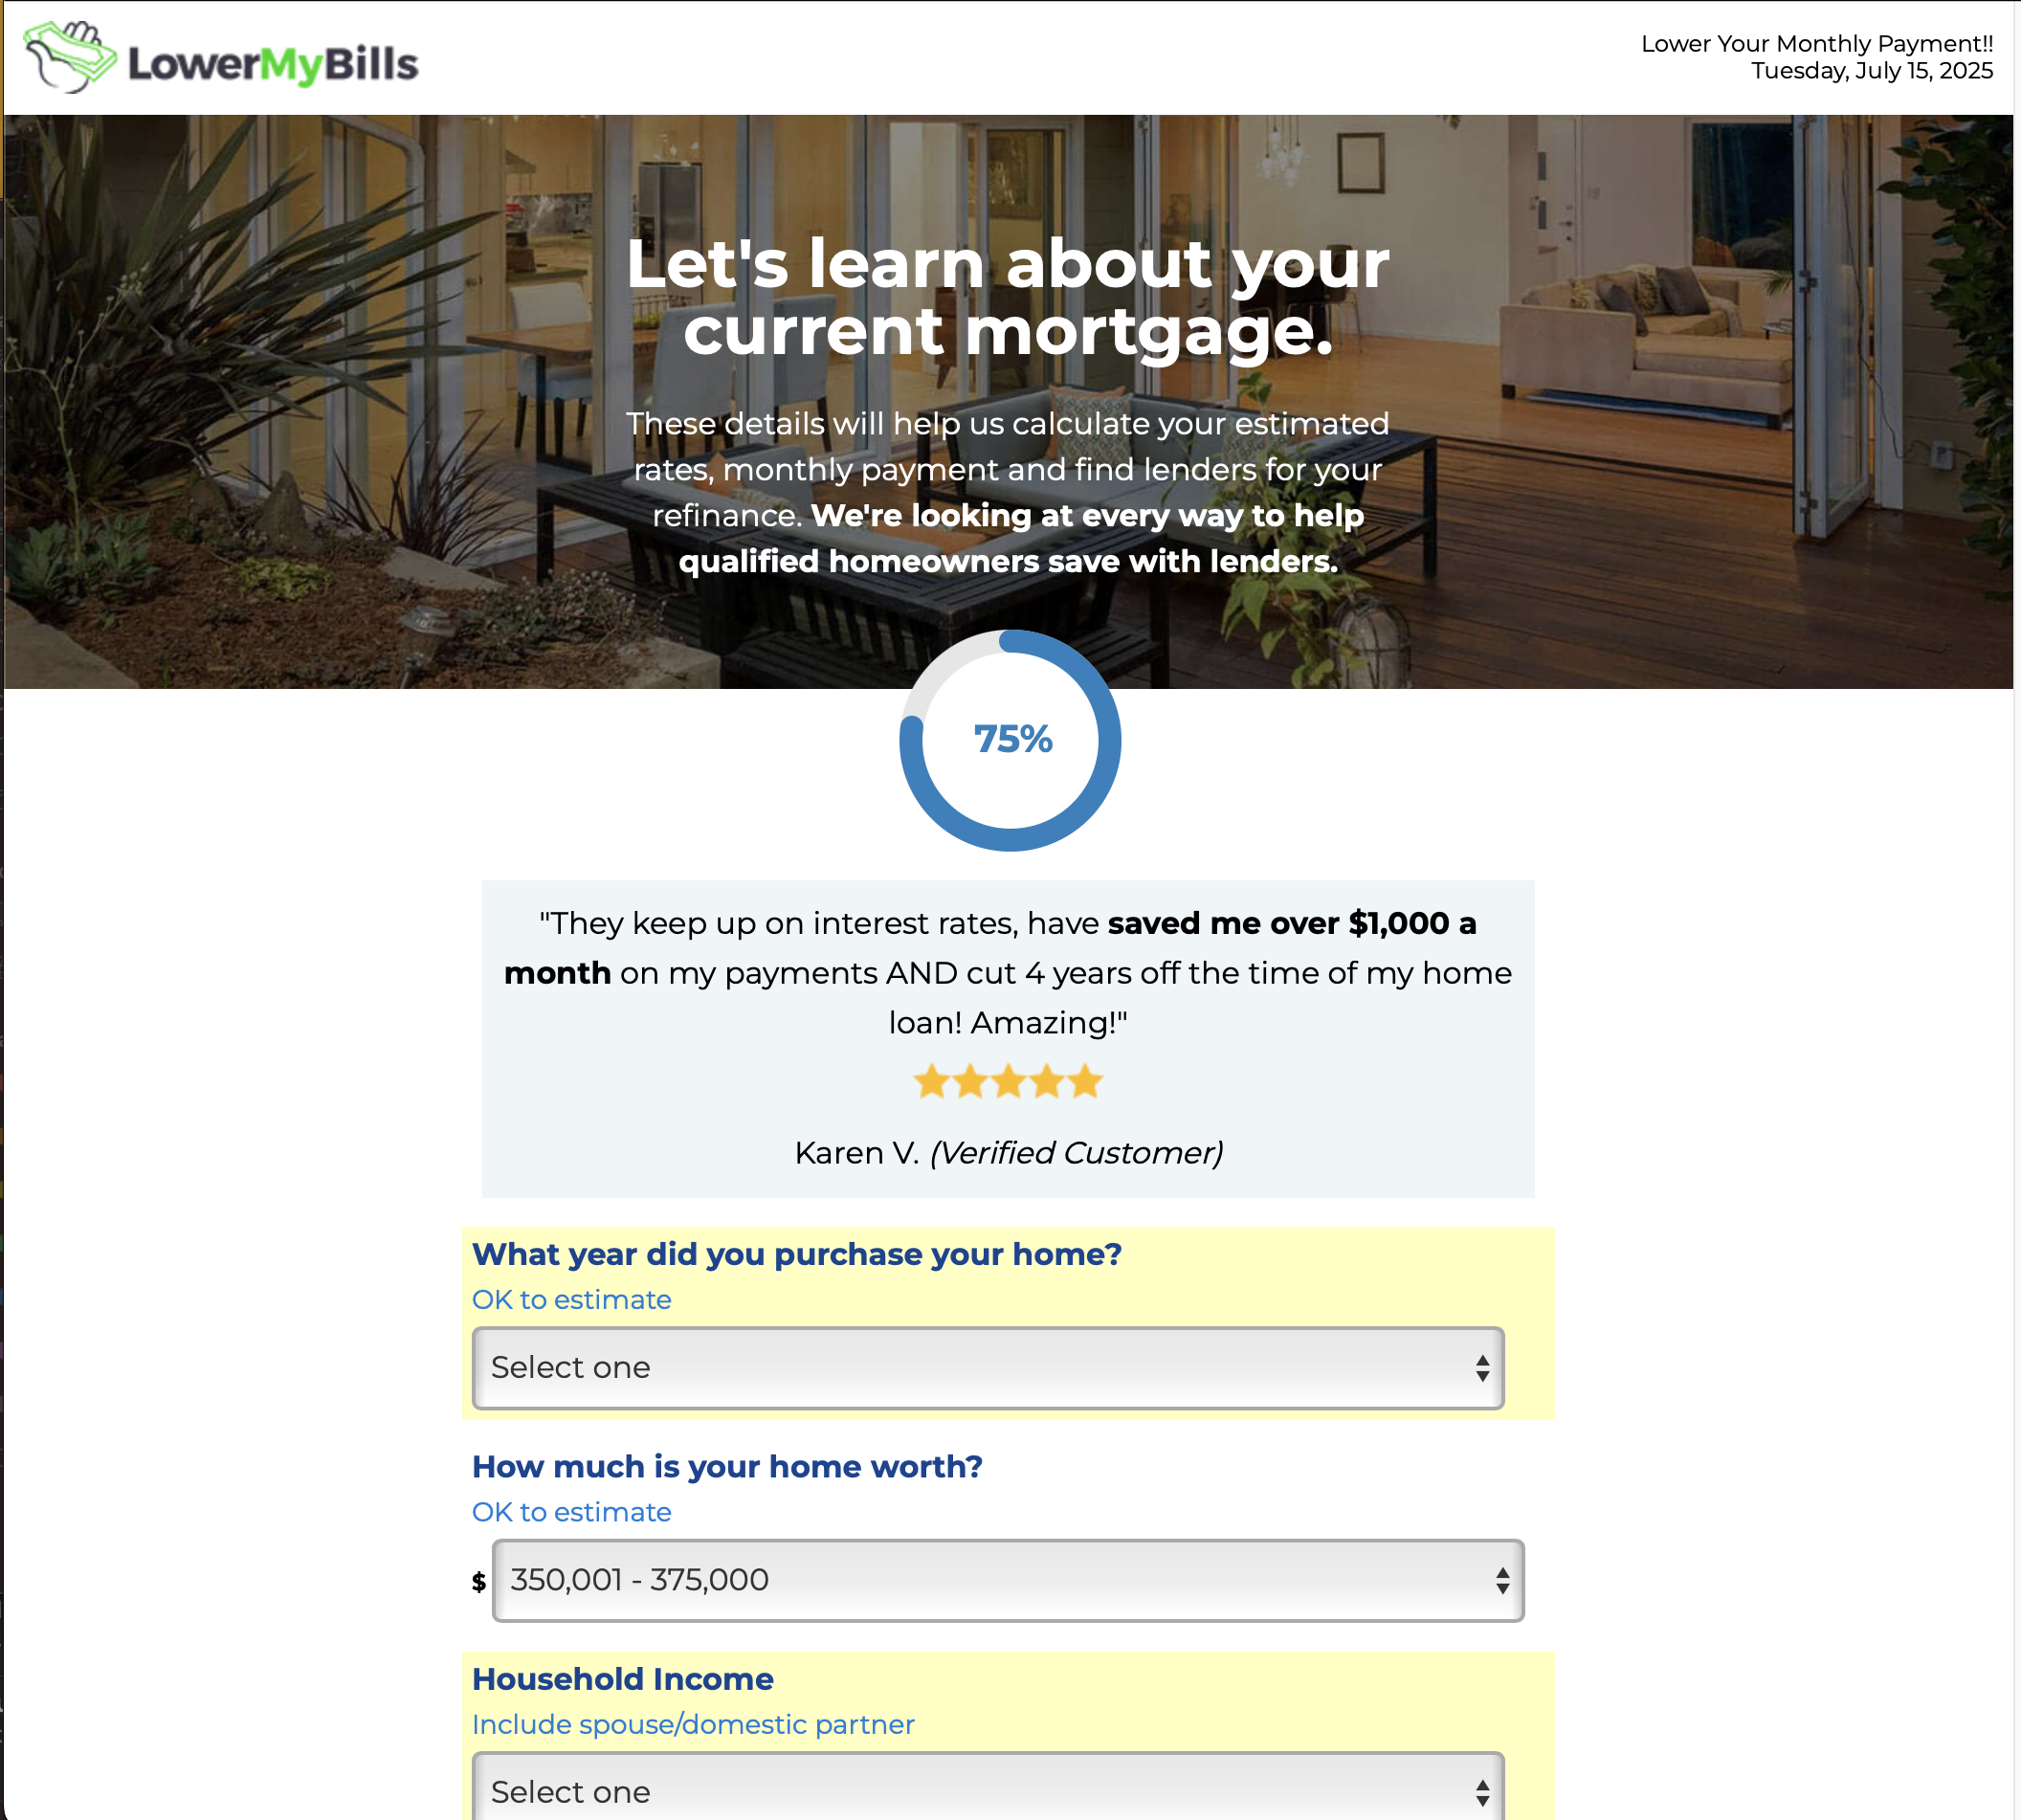 LowerMyBills
Lower Your Monthly Payment!!
Tuesday, July 15, 2025
Let's learn about your
current mortgage.
These details will help us calculate your estimated
rates, monthly payment and find lenders for your
refinance. We're looking at every way to help
qualified homeowners save with lenders.
75%
"They keep up on interest rates, have saved me over $1,000 a
month on my payments AND cut 4 years off the time of my home
loan! Amazing!"
Karen V. (Verified Customer)
What year did you purchase your home?
OK to estimate
Select one
How much is your home worth?
OK to estimate
$ 350,001 - 375,000
Household Income
Include spouse/domestic partner
Select one